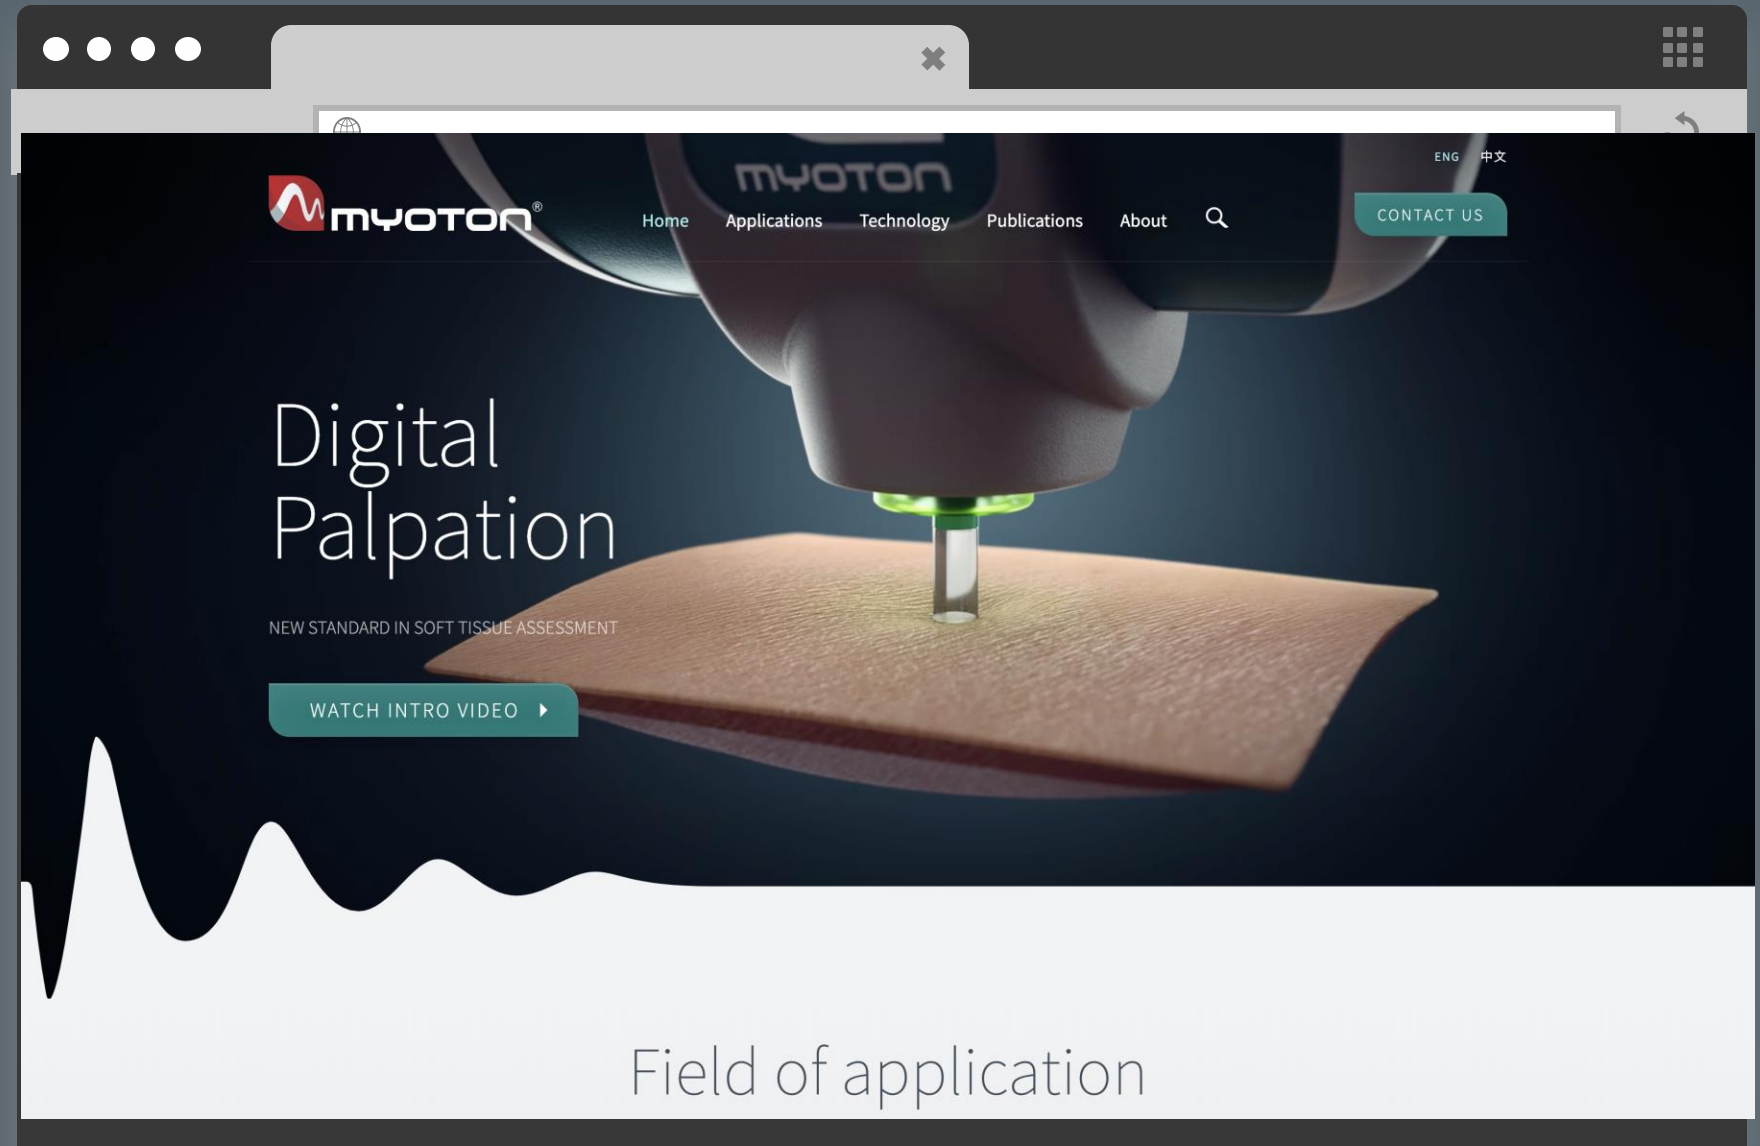 ENG 中文
myoton
myoton®
Home Applications Technology Publications About
CONTACT US
Digital
Palpation
NEW STANDARD IN SOFT TISSUE ASSESSMENT
WATCH INTRO VIDEO
Field of application